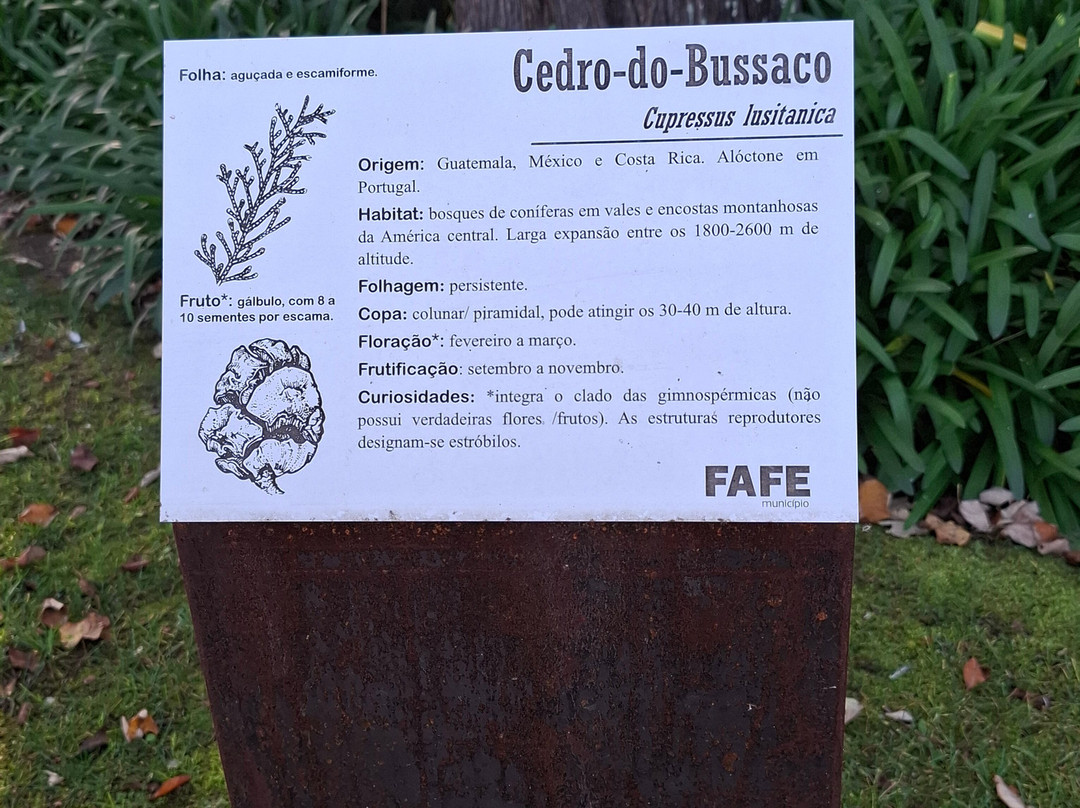 Cedro-do-Bussaco
Cupressus lusitanica
Folha: aguçada e escamiforme.
Fruto*: gálbulo, com 8 a
10 sementes por escama.
Origem: Guatemala, México e Costa Rica. Alóctone em
Portugal.
Habitat: bosques de coníferas em vales e encostas montanhosas
da América central. Larga expansão entre os 1800-2600 m de
altitude.
Folhagem: persistente.
Copa: colunar/ piramidal, pode atingir os 30-40 m de altura.
Floração*: fevereiro a março.
Frutificação: setembro a novembro.
Curiosidades: *integra o clado das gimnospérmicas (não
possui verdadeiras flores /frutos). As estruturas reprodutores
designam-se estróbilos.
FAFE
município